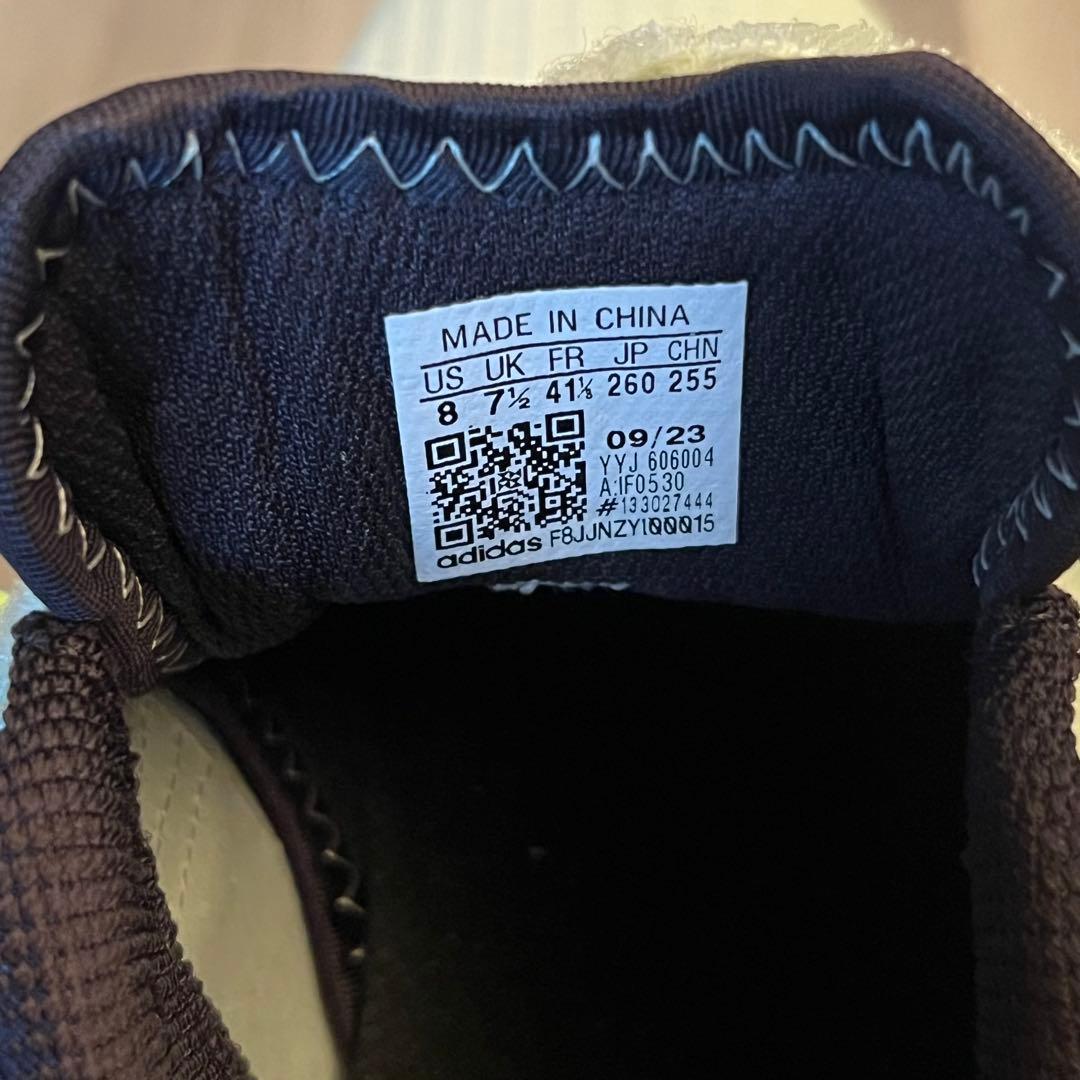 MADE IN CHINA
US UK FR JP CHN
8 7½ 41⅓ 260 255
09/23
YYJ 606004
A:IF0530
#133027444
adidas F8JJNZYI00015